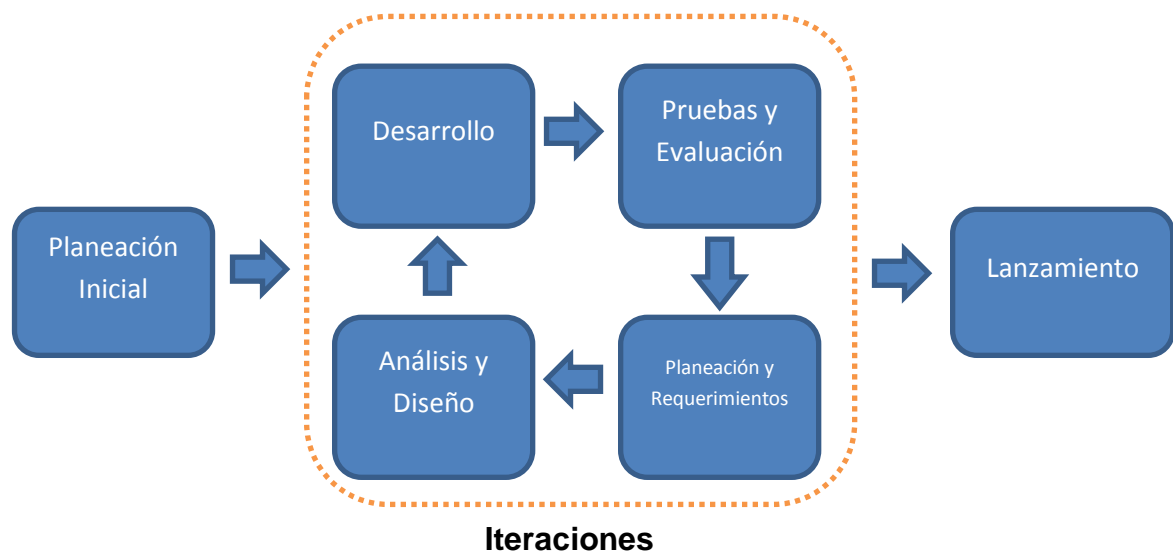 Planeación
Inicial
Desarrollo
Pruebas y
Evaluación
Análisis y
Diseño
Planeación y
Requerimientos
Lanzamiento
Iteraciones